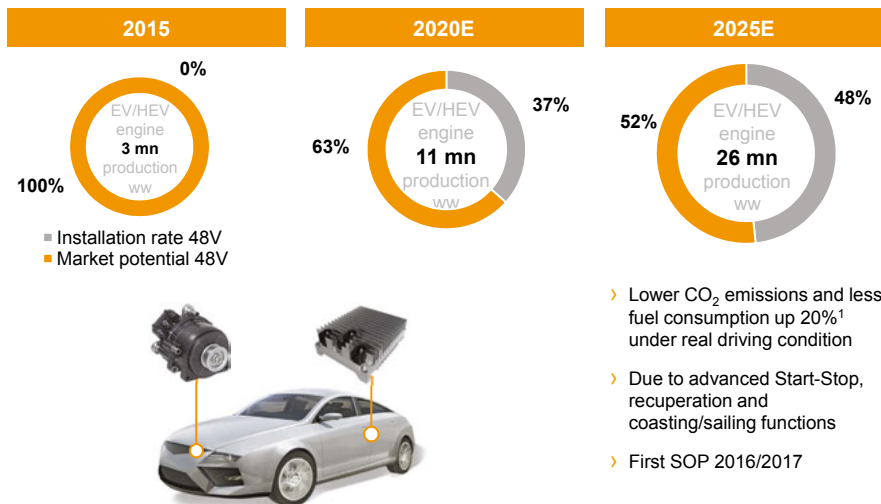 2015
2020E
2025E
0%
100%
EV/HEV
engine
3 mn
production
ww
37%
63%
EV/HEV
engine
11 mn
production
ww
48%
52%
EV/HEV
engine
26 mn
production
ww
Installation rate 48V
Market potential 48V
› Lower CO₂ emissions and less
fuel consumption up 20%¹
under real driving condition
› Due to advanced Start-Stop,
recuperation and
coasting/sailing functions
› First SOP 2016/2017